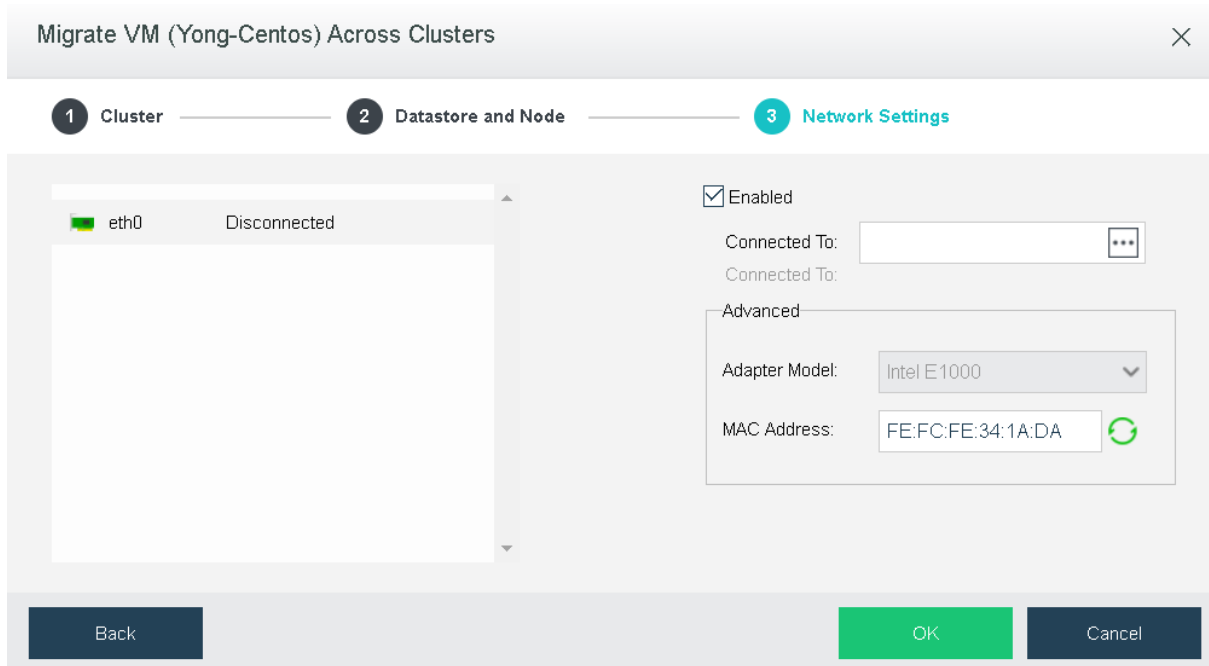 Migrate VM (Yong-Centos) Across Clusters
1 Cluster 2 Datastore and Node 3 Network Settings
eth0 Disconnected
Enabled
Connected To:
Connected To:
Advanced
Adapter Model: Intel E1000
MAC Address: FE:FC:FE:34:1A:DA
Back OK Cancel